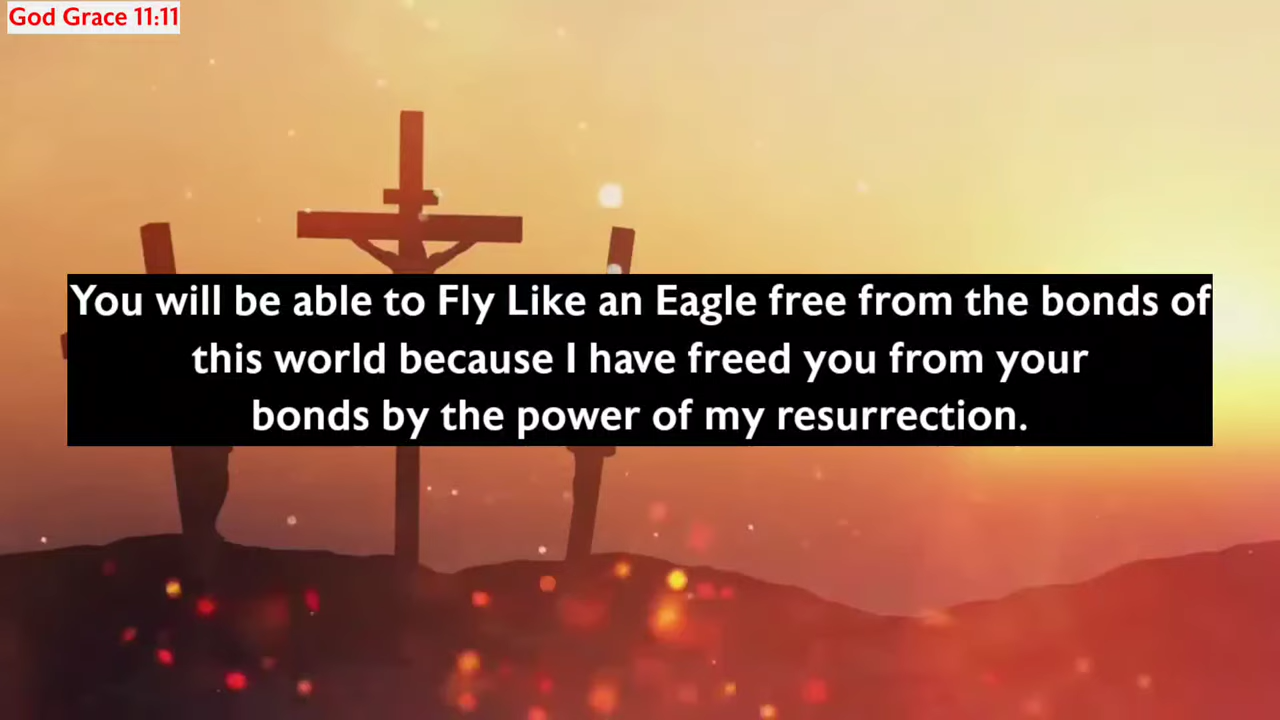 God Grace 11:11
You will be able to Fly Like an Eagle free from the bonds of
this world because I have freed you from your
bonds by the power of my resurrection.